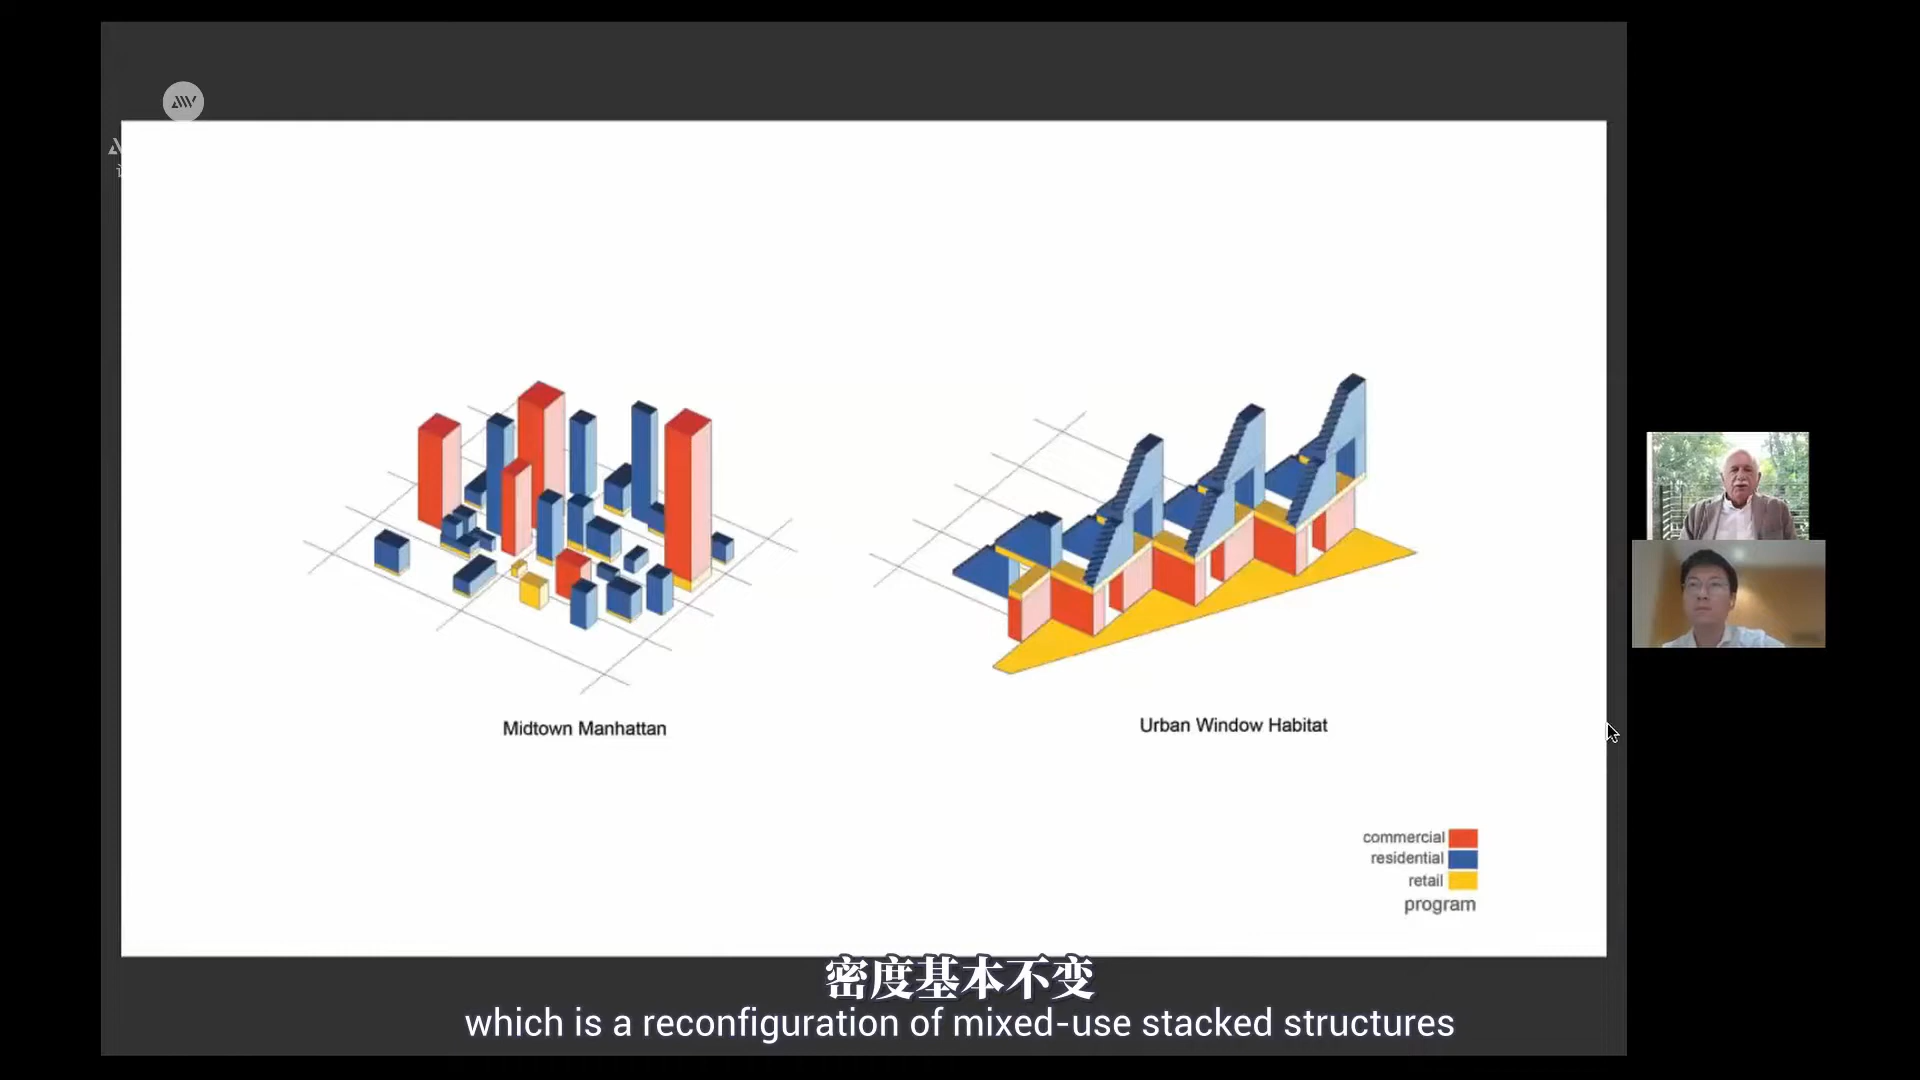 Midtown Manhattan
Urban Window Habitat
commercial
residential
retail
program
密度基本不变
which is a reconfiguration of mixed-use stacked structures